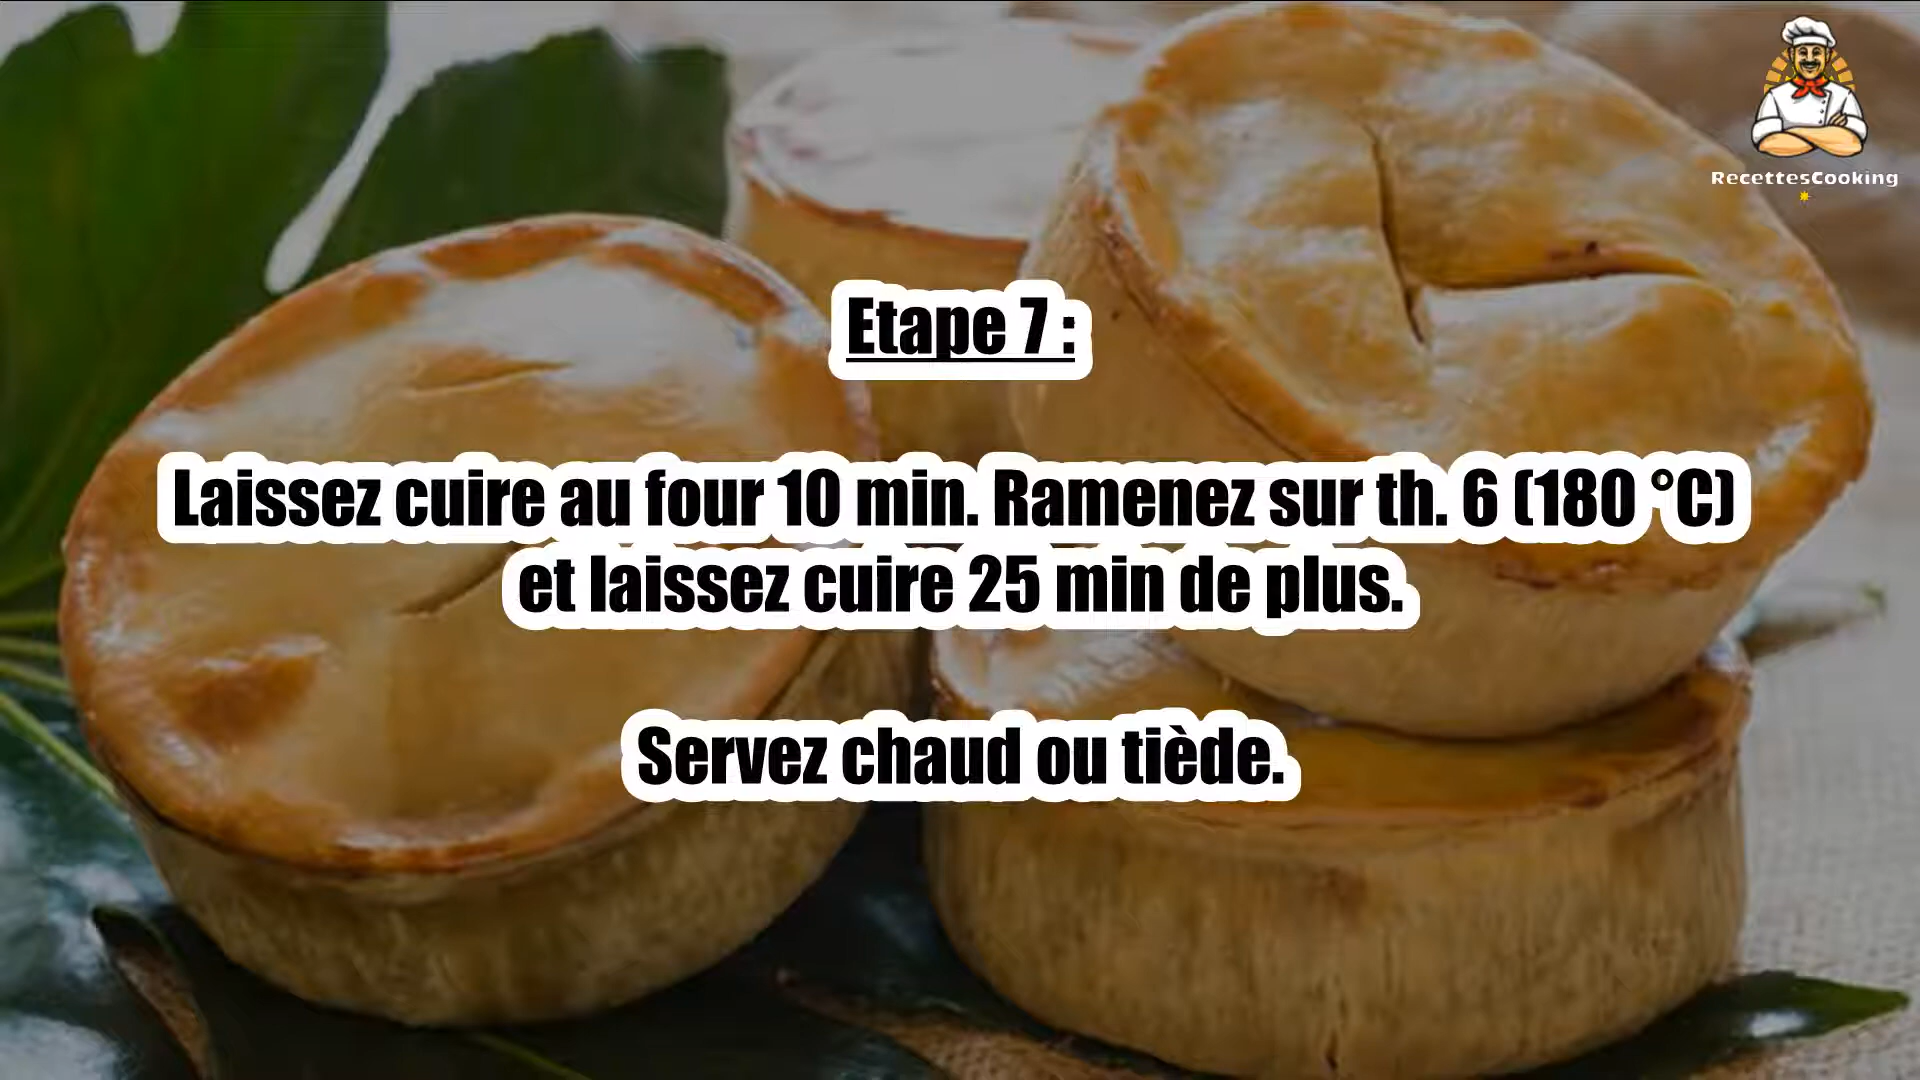 RecettesCooking
Etape 7 :
Laissez cuire au four 10 min. Ramenez sur th. 6 (180 °C)
et laissez cuire 25 min de plus.
Servez chaud ou tiède.